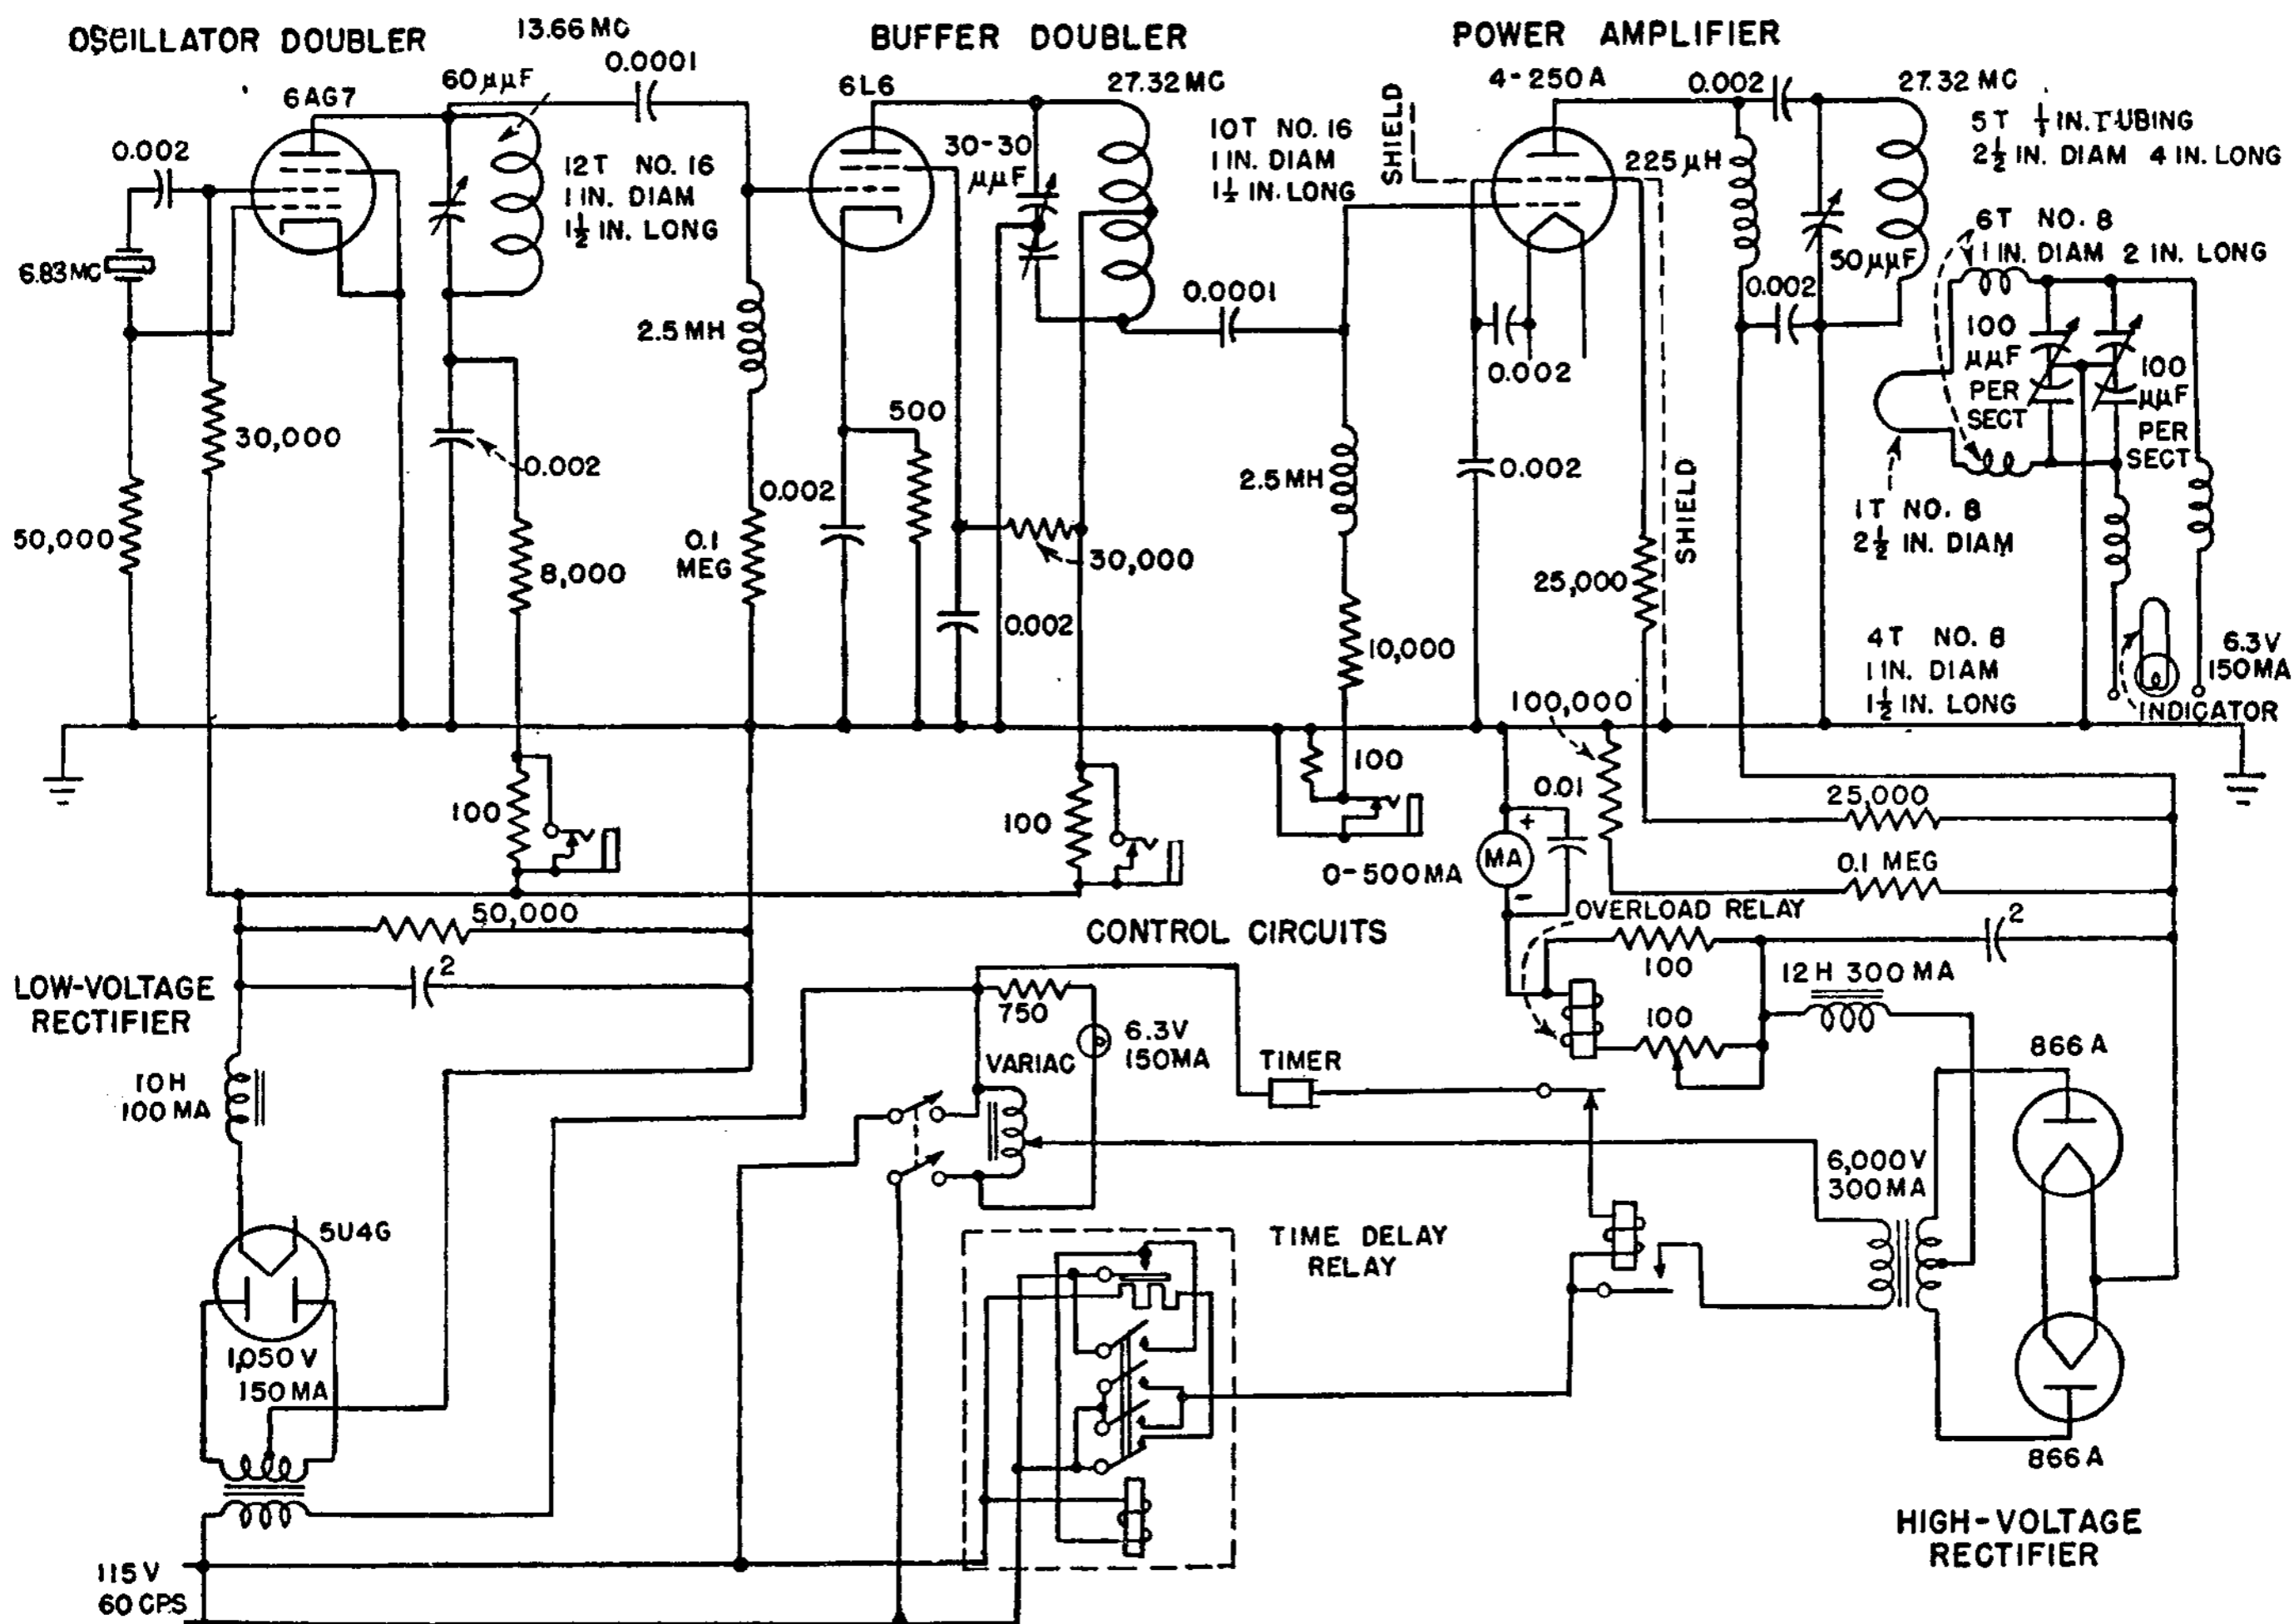 OSCILLATOR DOUBLER
13.66 MC
BUFFER DOUBLER
POWER AMPLIFIER
6AG7
60 μμF
0.0001
6L6
27.32 MC
4-250A
0.002
27.32 MC
0.002
12T NO. 16
1 IN. DIAM
1½ IN. LONG
30-30
μμF
10T NO. 16
1 IN. DIAM
1½ IN. LONG
SHIELD
225 μH
5T IN. TUBING
2½ IN. DIAM 4 IN. LONG
6T NO. 8
1 IN. DIAM 2 IN. LONG
50 μμF
6.83 MC
2.5 MH
0.0001
0.002
0.002
100
μμF
PER
SECT
100
μμF
PER
SECT
30,000
0.002
500
0.002
2.5 MH
0.002
SHIELD
1T NO. 8
2½ IN. DIAM
50,000
8,000
0.1
MEG
30,000
0.002
25,000
10,000
4T NO. 8
1 IN. DIAM
1½ IN. LONG
6.3 V
150 MA
INDICATOR
100
100
100
100,000
0.01
+
MA
-
0-500 MA
25,000
0.1 MEG
50,000
2
CONTROL CIRCUITS
OVERLOAD RELAY
100
2
12 H 300 MA
100
LOW-VOLTAGE
RECTIFIER
750
6.3 V
150 MA
VARIAC
TIMER
866 A
10 H
100 MA
6,000 V
300 MA
5U4G
TIME DELAY
RELAY
1,050 V
150 MA
866 A
115 V
60 CPS
HIGH-VOLTAGE
RECTIFIER